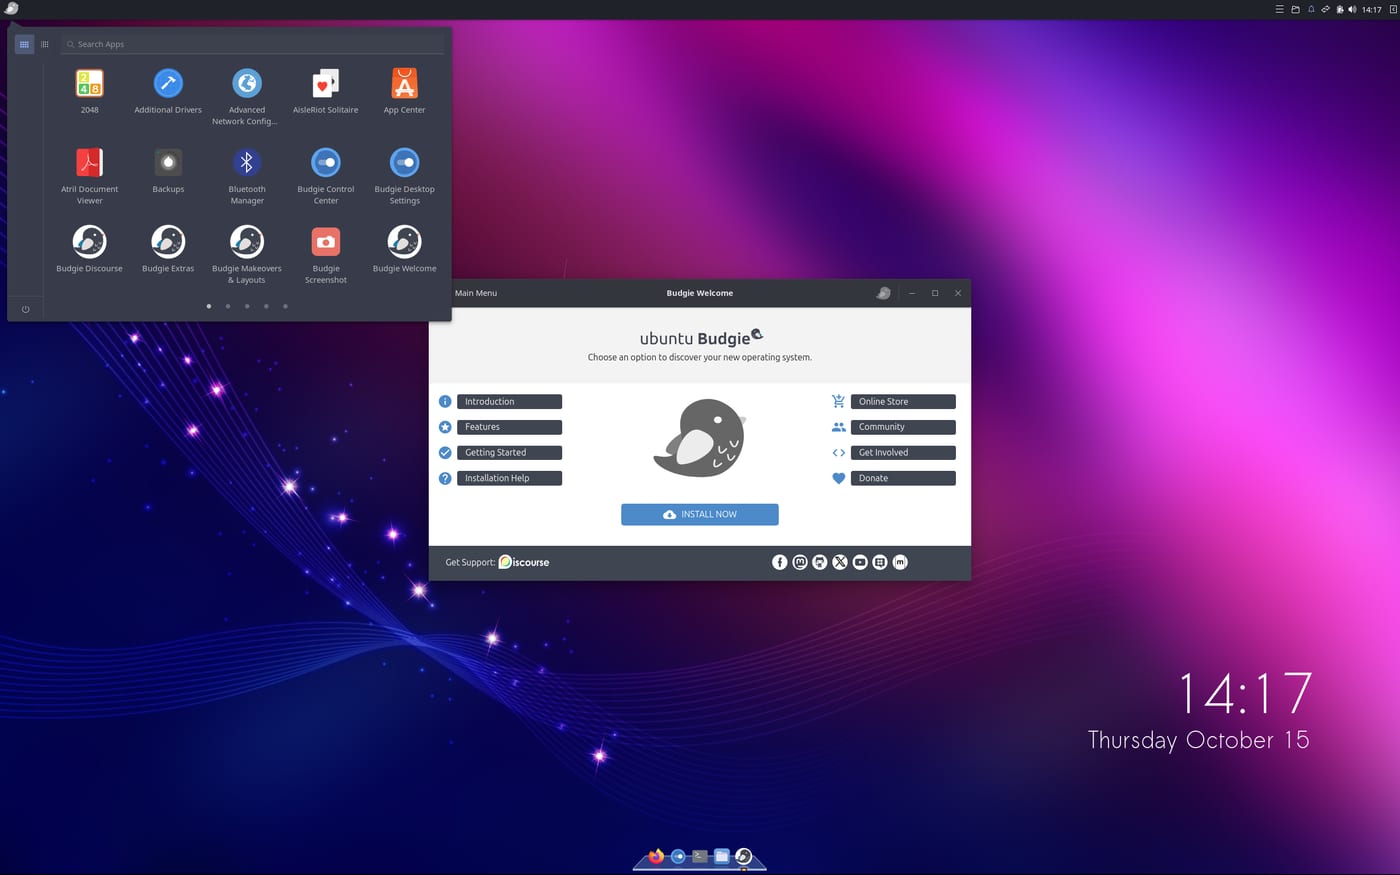 14:17
Search Apps
2048
Additional Drivers
Advanced
Network Config...
AisleRiot Solitaire
App Center
Atril Document
Viewer
Backups
Bluetooth
Manager
Budgie Control
Center
Budgie Desktop
Settings
Budgie Discourse
Budgie Extras
Budgie Makeovers
& Layouts
Budgie
Screenshot
Budgie Welcome
Main Menu
Budgie Welcome
ubuntu Budgie
Choose an option to discover your new operating system.
Introduction
Features
Getting Started
Installation Help
Online Store
Community
Get Involved
Donate
INSTALL NOW
Get Support: Discourse
14:17
Thursday October 15